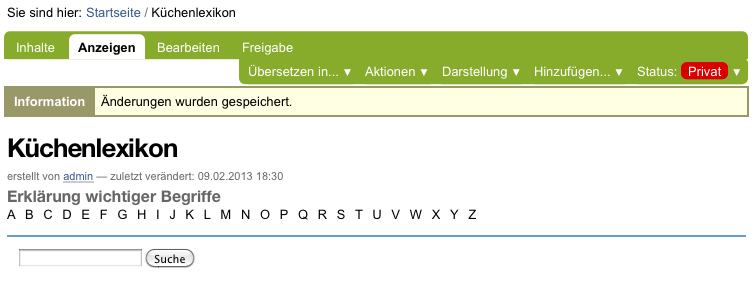 Sie sind hier: Startseite / Küchenlexikon
Inhalte Anzeigen Bearbeiten Freigabe
Übersetzen in... ▼ Aktionen ▼ Darstellung ▼ Hinzufügen... ▼ Status: Privat ▼
Information Änderungen wurden gespeichert.
Küchenlexikon
erstellt von admin — zuletzt verändert: 09.02.2013 18:30
Erklärung wichtiger Begriffe
A B C D E F G H I J K L M N O P Q R S T U V W X Y Z
Suche